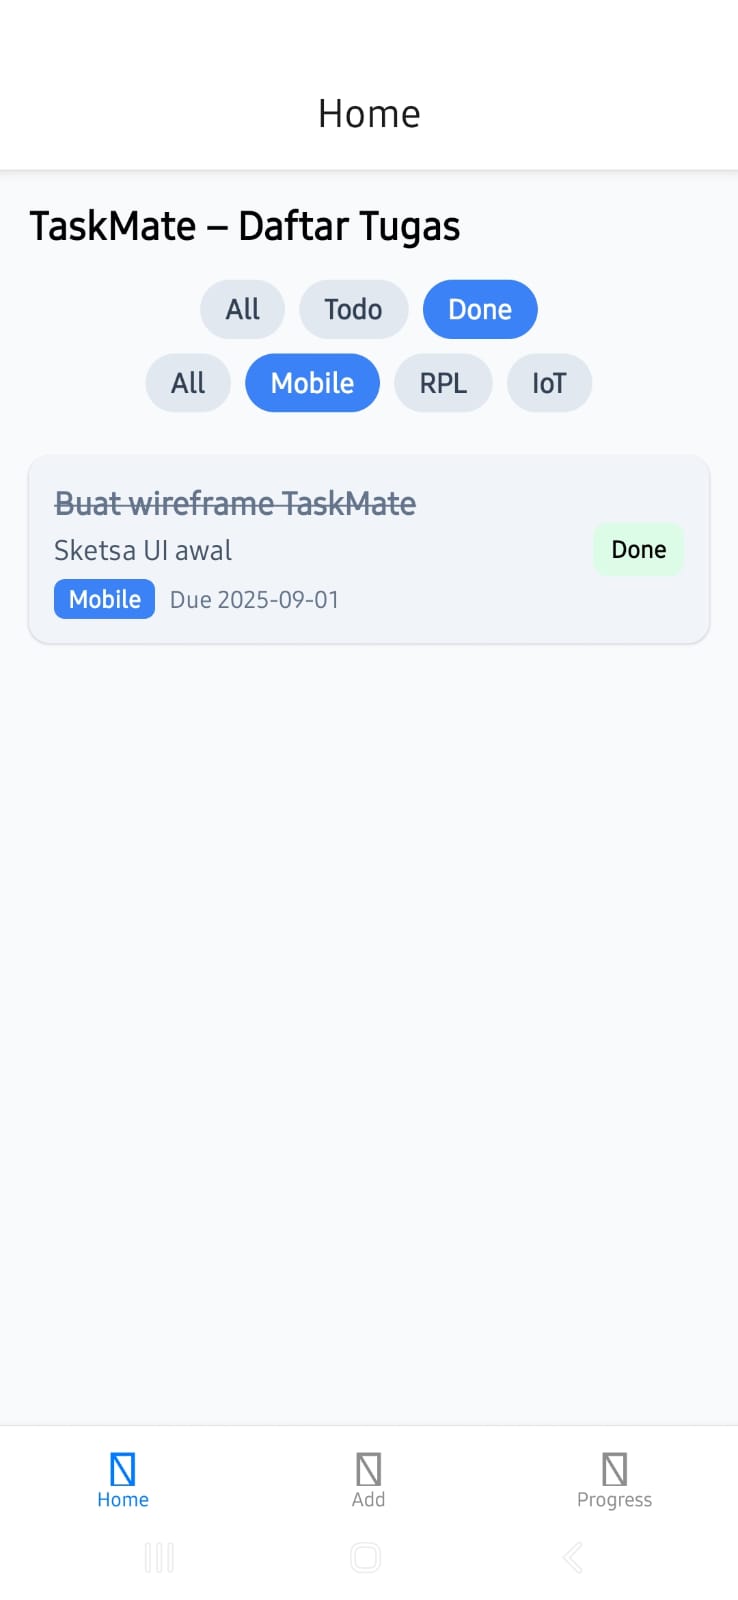 Home
TaskMate – Daftar Tugas
All Todo Done
All Mobile RPL IoT
Buat wireframe TaskMate
Sketsa UI awal
Done
Mobile Due 2025-09-01
Home Add Progress